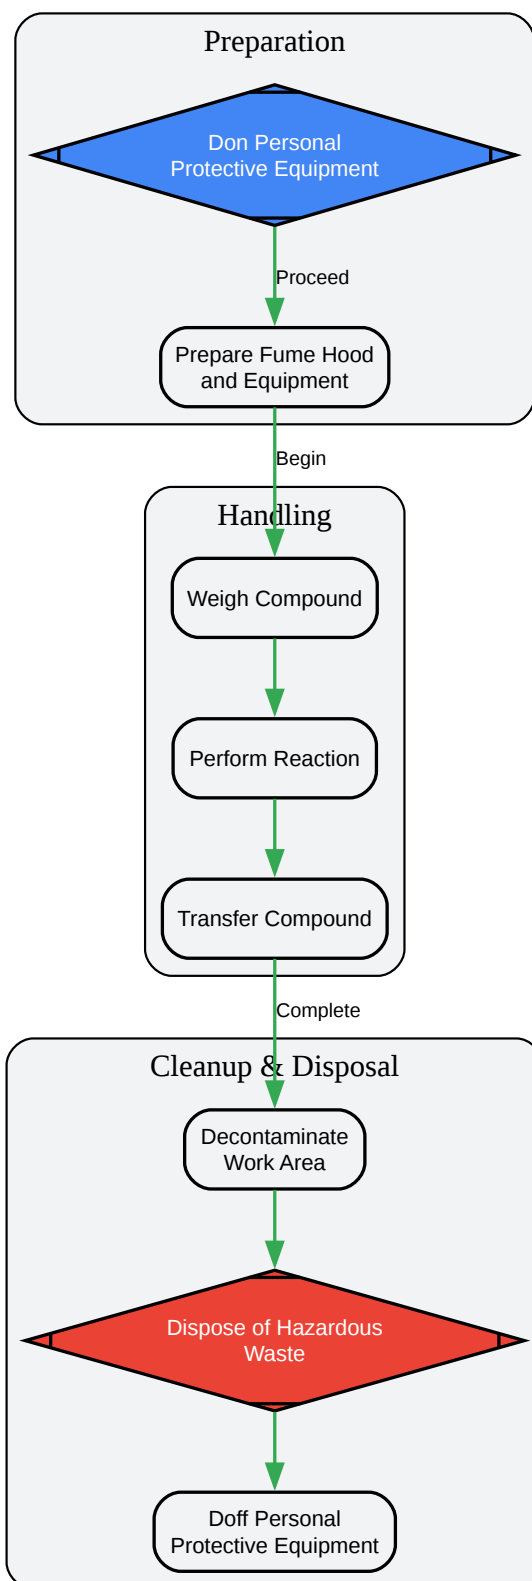 Preparation
Don Personal
Protective Equipment
Proceed
Prepare Fume Hood
and Equipment
Begin
Handling
Weigh Compound
Perform Reaction
Transfer Compound
Complete
Cleanup & Disposal
Decontaminate
Work Area
Dispose of Hazardous
Waste
Doff Personal
Protective Equipment